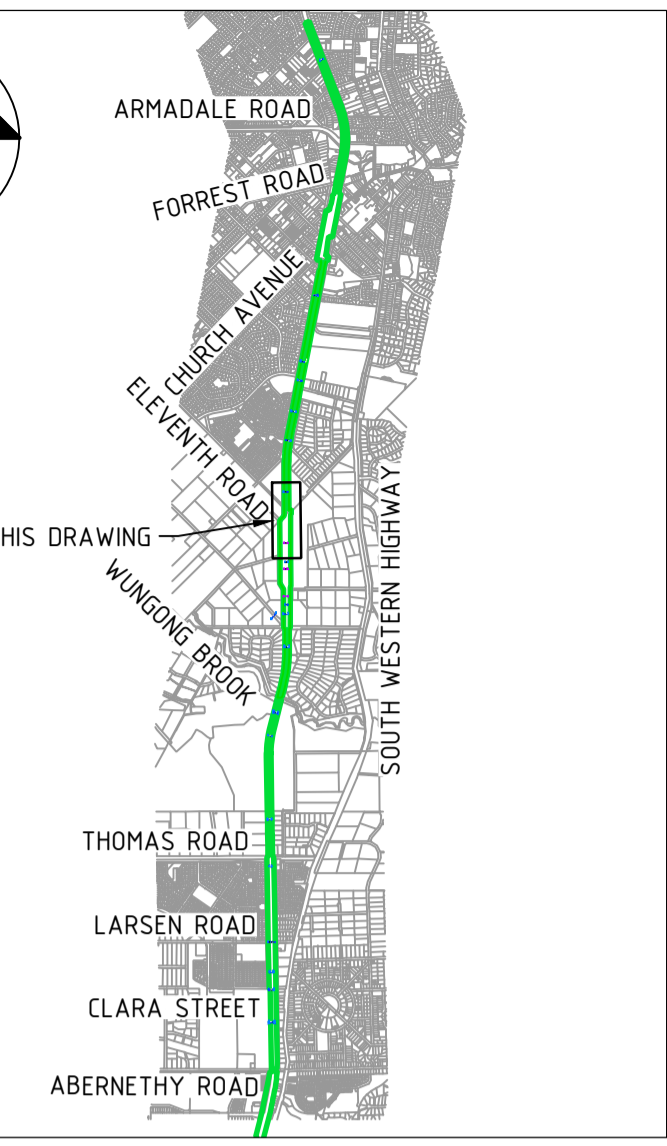 ARMADALE ROAD
FORREST ROAD
CHURCH AVENUE
ELEVENTH ROAD
HIS DRAWING
WUNGONG BROOK
SOUTH WESTERN HIGHWAY
THOMAS ROAD
LARSEN ROAD
CLARA STREET
ABERNETHY ROAD